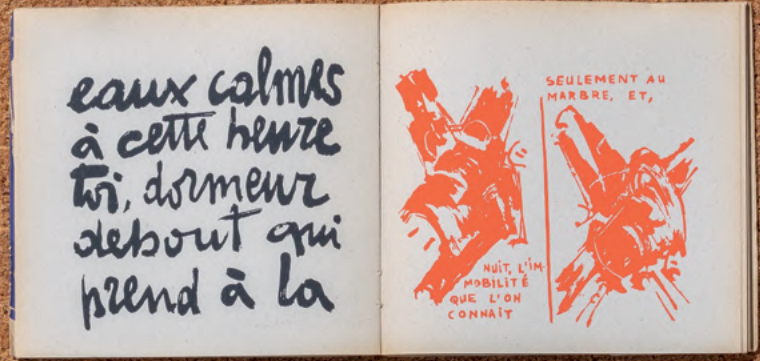 eaux calmes
à cette heure
toi, dormeur
debout qui
prend à la
NUIT, L'IM-
MOBILITÉ
QUE L'ON
CONNAIT
SEULEMENT AU
MARBRE, ET,